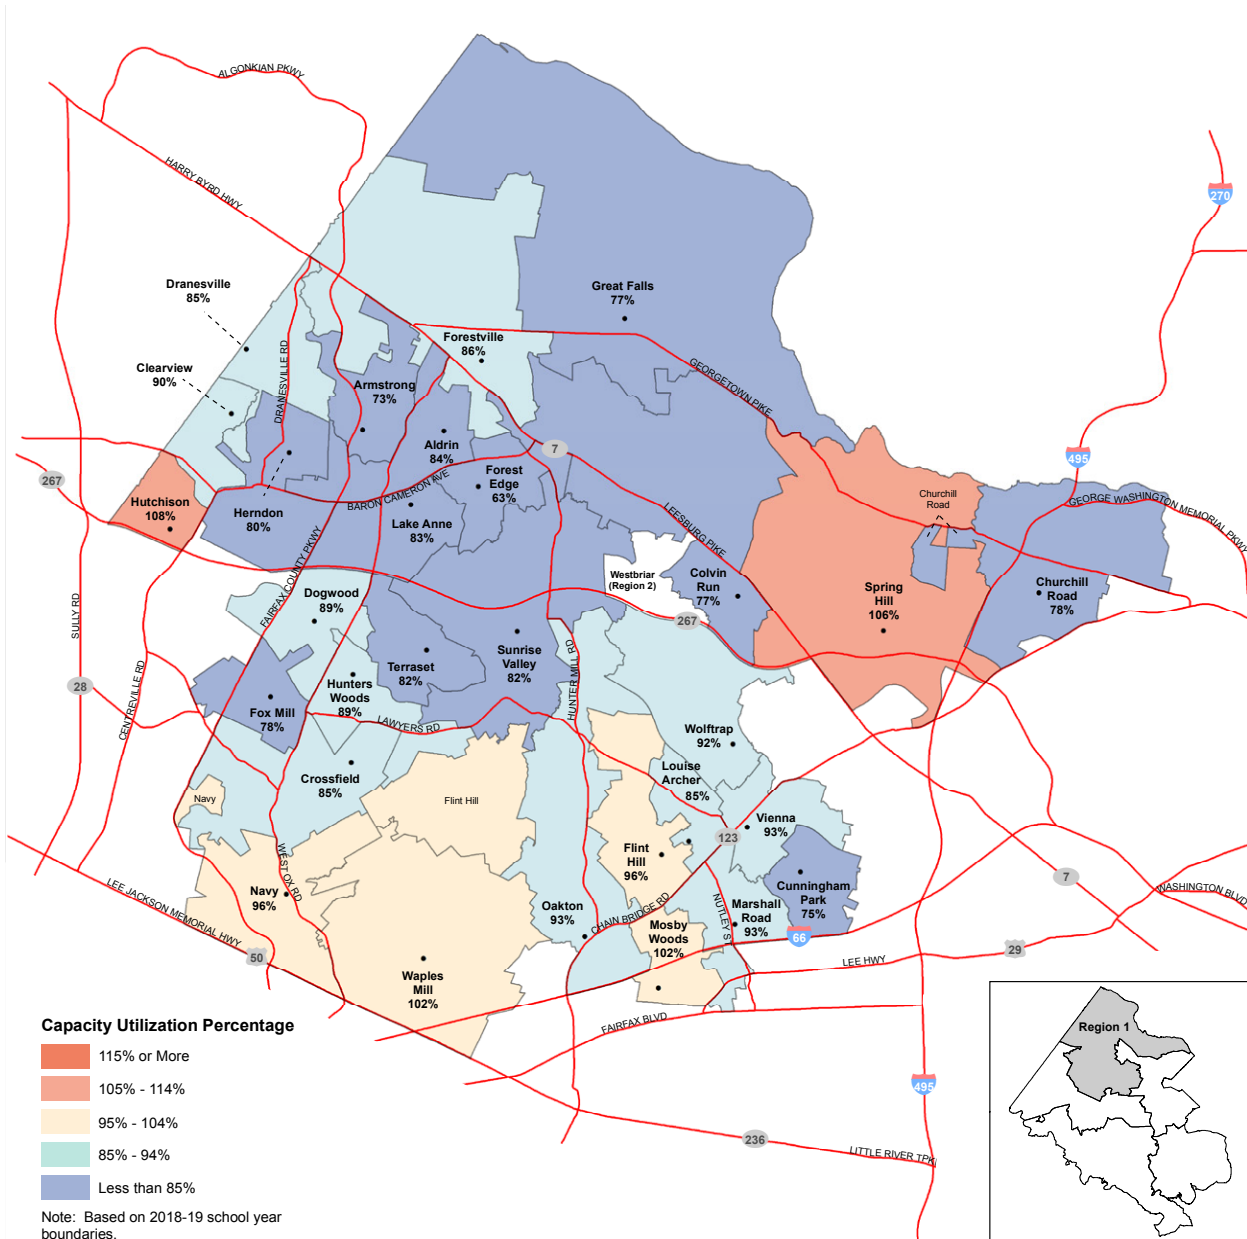 ALGONKIAN PKWY
HARRY BYRD HWY
270
Dranesville
85%
Great Falls
77%
Clearview
90%
DRANESVILLE RD
Forestville
86%
Armstrong
73%
GEORGETOWN PIKE
Aldrin
84%
7
495
267
Forest
Edge
63%
BARON CAMERON AVE
Hutchison
108%
Herndon
80%
Lake Anne
83%
LEESBURG PIKE
Churchill
Road
GEORGE WASHINGTON MEMORIAL PKWY
FAIRFAX COUNTY PKWY
Westbriar
(Region 2)
Colvin
Run
77%
Spring
Hill
106%
Churchill
Road
78%
Dogwood
89%
SULLY RD
267
Sunrise
Valley
82%
Terraset
82%
HUNTER MILL RD
28
CENTREVILLE RD
Hunters
Woods
89%
Fox Mill
78%
LAWYERS RD
Wolftrap
92%
Louise
Archer
85%
Crossfield
85%
Navy
Flint Hill
Vienna
93%
123
Flint
Hill
96%
WEST OX RD
7
LEE JACKSON MEMORIAL HWY
Navy
96%
Cunningham
Park
75%
WASHINGTON BLVD
Oakton
93%
CHAIN BRIDGE RD
NUTLEY ST
Marshall
Road
93%
Mosby
Woods
102%
66
29
50
LEE HWY
Waples
Mill
102%
FAIRFAX BLVD
Capacity Utilization Percentage
115% or More
105% - 114%
95% - 104%
85% - 94%
Less than 85%
Note:  Based on 2018-19 school year
boundaries.
495
236
LITTLE RIVER TPKE
Region 1